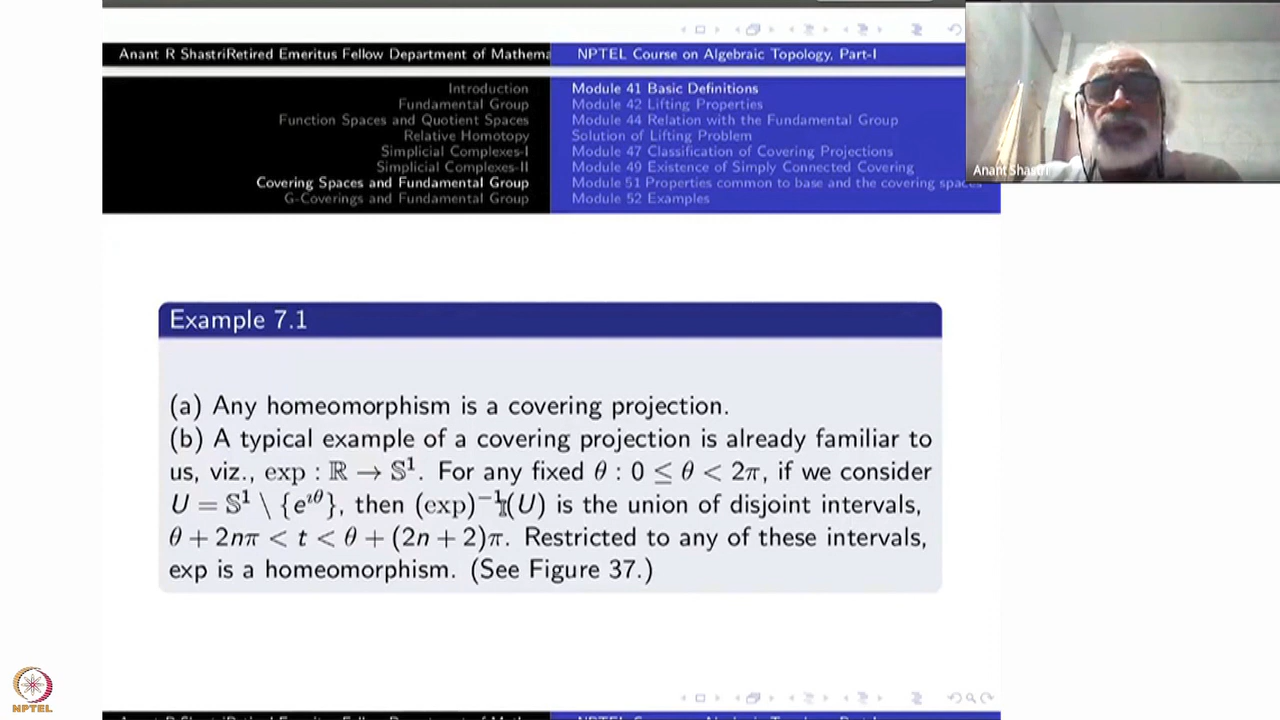 Anant R ShastriRetired Emeritus Fellow Department of Mathema
NPTEL Course on Algebraic Topology, Part-I
Introduction
Fundamental Group
Function Spaces and Quotient Spaces
Relative Homotopy
Simplicial Complexes-I
Simplicial Complexes-II
Covering Spaces and Fundamental Group
G-Coverings and Fundamental Group
Module 41 Basic Definitions
Module 42 Lifting Properties
Module 44 Relation with the Fundamental Group
Solution of Lifting Problem
Module 47 Classification of Covering Projections
Module 49 Existence of Simply Connected Covering
Module 51 Properties common to base and the covering spaces
Module 52 Examples
Anant Shastri
Example 7.1
(a) Any homeomorphism is a covering projection.
(b) A typical example of a covering projection is already familiar to
us, viz., exp : ℝ → 𝕊¹. For any fixed θ : 0 ≤ θ < 2π, if we consider
U = 𝕊¹ \ {e^{ıθ}}, then (exp)⁻¹(U) is the union of disjoint intervals,
θ + 2nπ < t < θ + (2n + 2)π. Restricted to any of these intervals,
exp is a homeomorphism. (See Figure 37.)
NPTEL